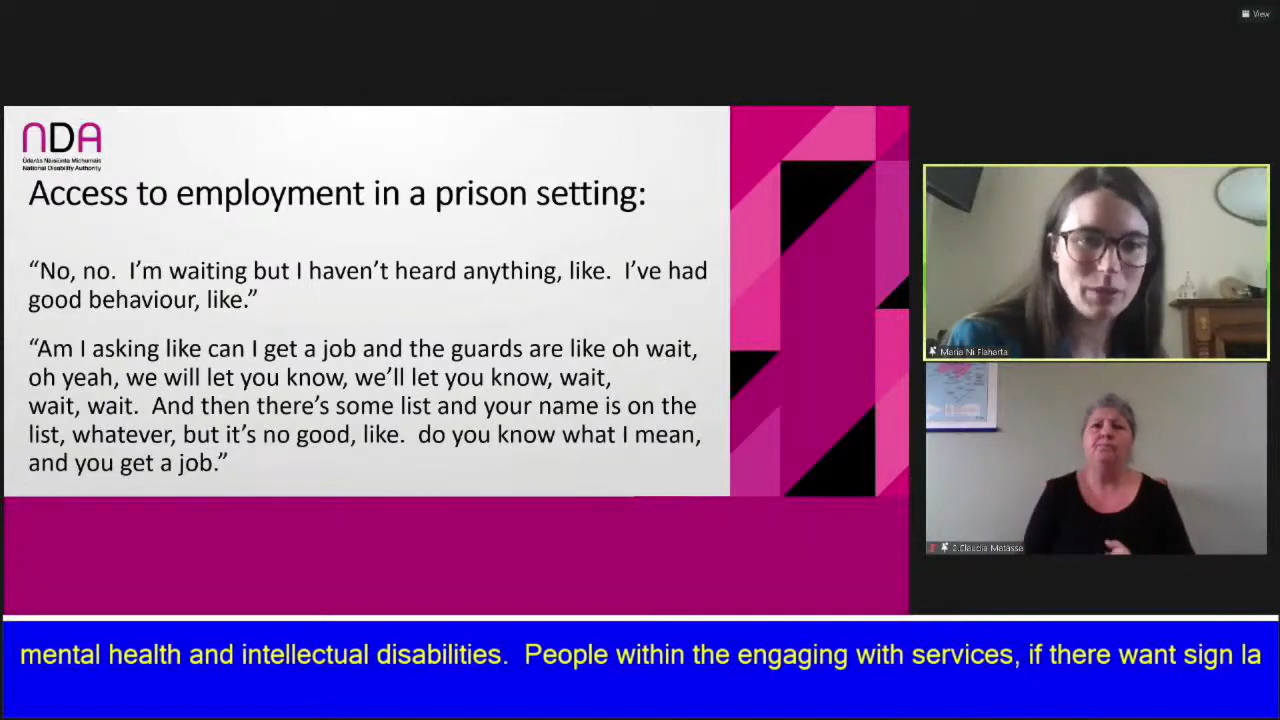 View
NDA
Údarás Náisiúnta Míchumais
National Disability Authority
Access to employment in a prison setting:
“No, no.  I’m waiting but I haven’t heard anything, like.  I’ve had
good behaviour, like.”
“Am I asking like can I get a job and the guards are like oh wait,
oh yeah, we will let you know, we’ll let you know, wait,
wait, wait.  And then there’s some list and your name is on the
list, whatever, but it’s no good, like.  do you know what I mean,
and you get a job.”
Maria Ni Flaharta
2.Claudia Matassa
mental health and intellectual disabilities.  People within the engaging with services, if there want sign la